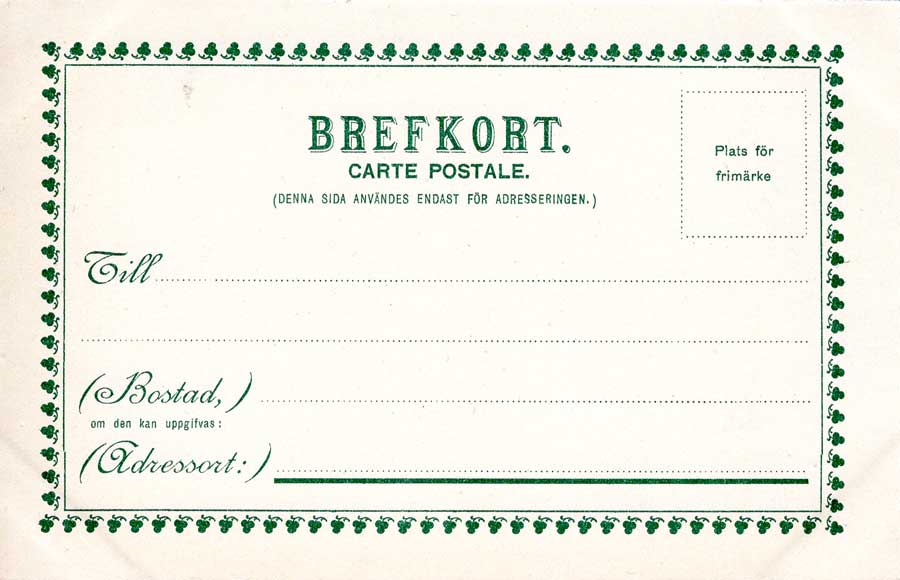 BREFKORT.
CARTE POSTALE.
(DENNA SIDA ANVÄNDES ENDAST FÖR ADRESSERINGEN.)
Plats för
frimärke
Till
(Bostad,)
om den kan uppgifvas:
(Adressort:)